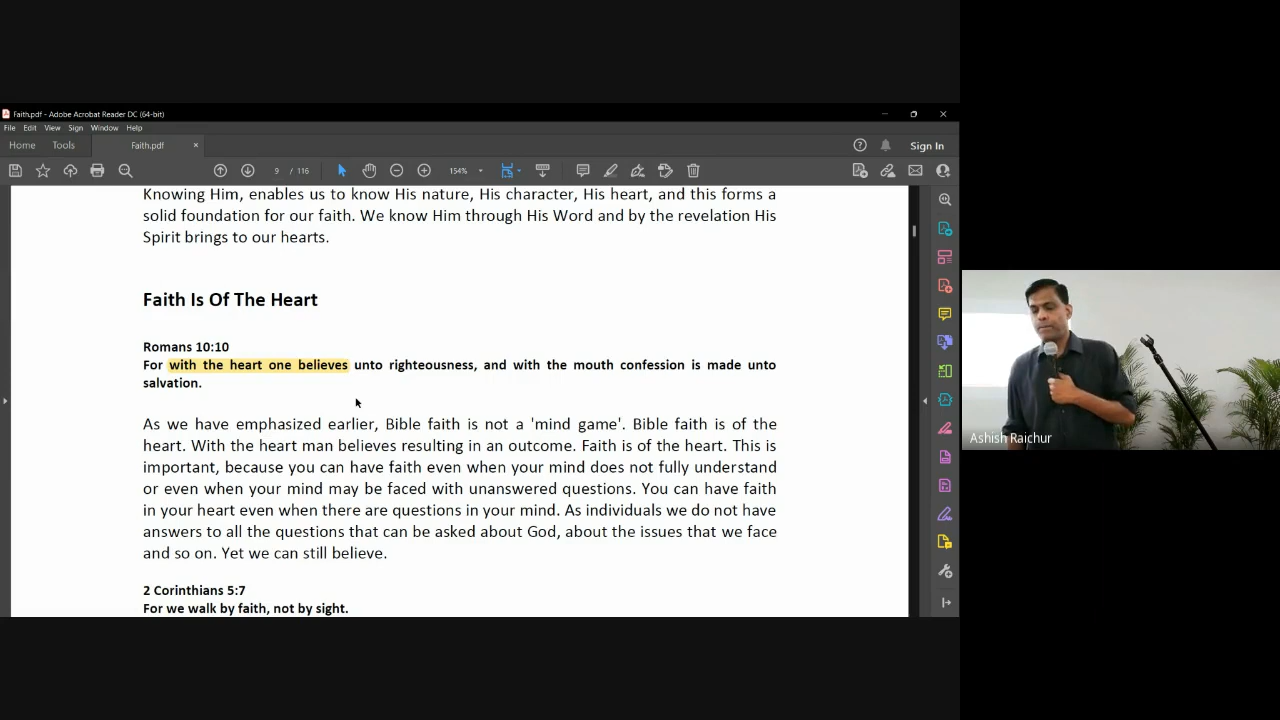 Faith.pdf - Adobe Acrobat Reader DC (64-bit)
File Edit View Sign Window Help
Home Tools Faith.pdf × Sign In
9 / 116 154%
Knowing Him, enables us to know His nature, His character, His heart, and this forms a
solid foundation for our faith. We know Him through His Word and by the revelation His
Spirit brings to our hearts.
Faith Is Of The Heart
Romans 10:10
For with the heart one believes unto righteousness, and with the mouth confession is made unto
salvation.
As we have emphasized earlier, Bible faith is not a 'mind game'. Bible faith is of the
heart. With the heart man believes resulting in an outcome. Faith is of the heart. This is
important, because you can have faith even when your mind does not fully understand
or even when your mind may be faced with unanswered questions. You can have faith
in your heart even when there are questions in your mind. As individuals we do not have
answers to all the questions that can be asked about God, about the issues that we face
and so on. Yet we can still believe.
2 Corinthians 5:7
For we walk by faith, not by sight.
Ashish Raichur